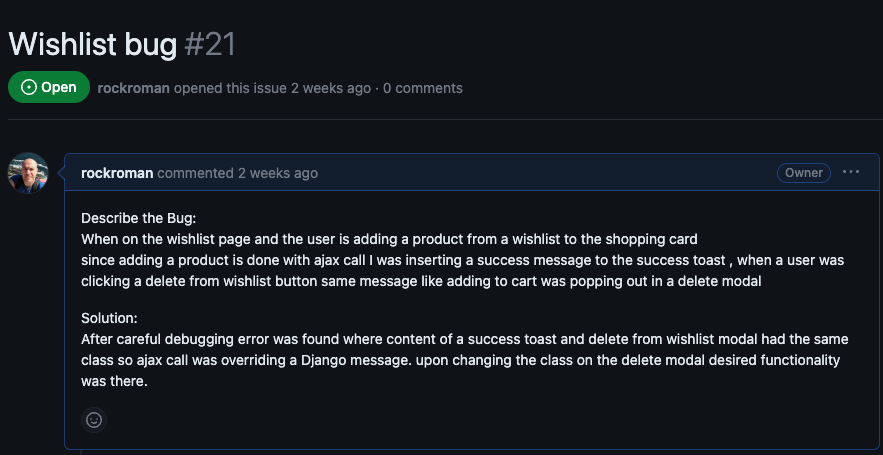 Wishlist bug #21
Open rockroman opened this issue 2 weeks ago · 0 comments
rockroman commented 2 weeks ago Owner ···
Describe the Bug:
When on the wishlist page and the user is adding a product from a wishlist to the shopping card
since adding a product is done with ajax call I was inserting a success message to the success toast , when a user was
clicking a delete from wishlist button same message like adding to cart was popping out in a delete modal
Solution:
After careful debugging error was found where content of a success toast and delete from wishlist modal had the same
class so ajax call was overriding a Django message. upon changing the class on the delete modal desired functionality
was there.